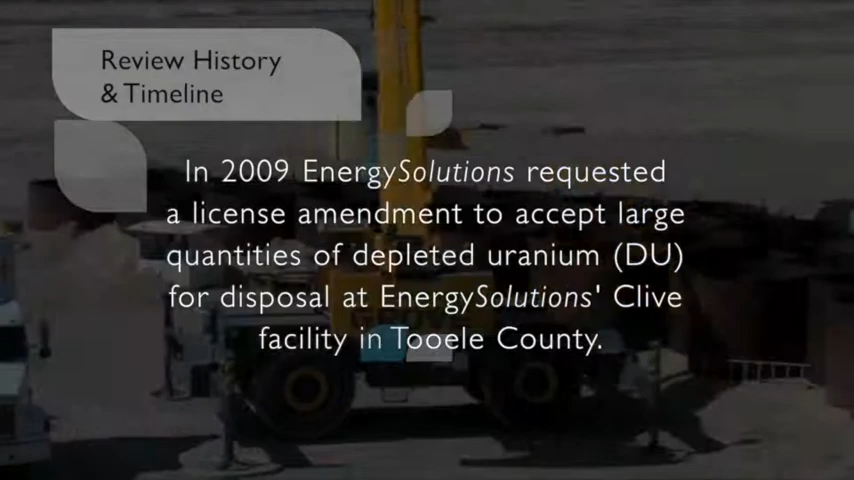 Review History
& Timeline
In 2009 EnergySolutions requested
a license amendment to accept large
quantities of depleted uranium (DU)
for disposal at EnergySolutions' Clive
facility in Tooele County.